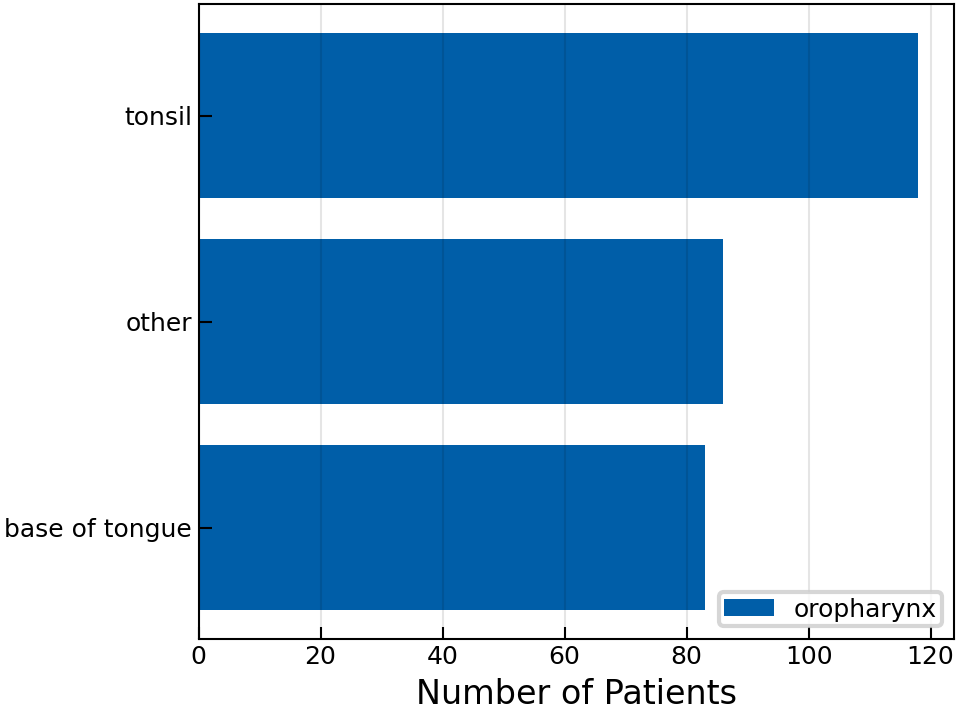 tonsil
other
base of tongue
oropharynx
0 20 40 60 80 100 120
Number of Patients